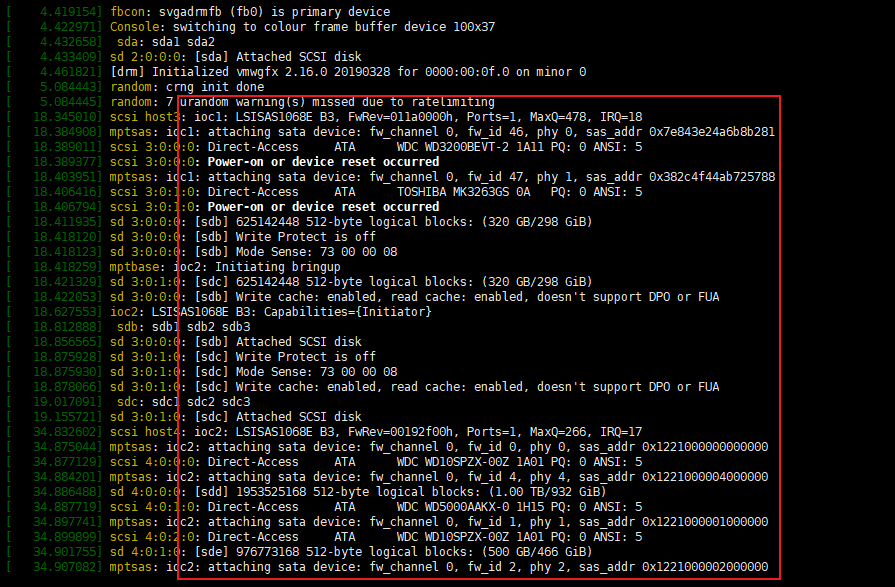 [    4.419154] fbcon: svgadrmfb (fb0) is primary device
[    4.422971] Console: switching to colour frame buffer device 100x37
[    4.432658]  sda: sda1 sda2
[    4.433409] sd 2:0:0:0: [sda] Attached SCSI disk
[    4.461821] [drm] Initialized vmwgfx 2.16.0 20190328 for 0000:00:0f.0 on minor 0
[    5.084443] random: crng init done
[    5.084445] random: 7 urandom warning(s) missed due to ratelimiting
[   18.345010] scsi host3: ioc1: LSISAS1068E B3, FwRev=011a0000h, Ports=1, MaxQ=478, IRQ=18
[   18.384908] mptsas: ioc1: attaching sata device: fw_channel 0, fw_id 46, phy 0, sas_addr 0x7e843e24a6b8b281
[   18.389011] scsi 3:0:0:0: Direct-Access     ATA      WDC WD3200BEVT-2 1A11 PQ: 0 ANSI: 5
[   18.389377] scsi 3:0:0:0: Power-on or device reset occurred
[   18.403951] mptsas: ioc1: attaching sata device: fw_channel 0, fw_id 47, phy 1, sas_addr 0x382c4f44ab725788
[   18.406416] scsi 3:0:1:0: Direct-Access     ATA      TOSHIBA MK3263GS 0A   PQ: 0 ANSI: 5
[   18.406794] scsi 3:0:1:0: Power-on or device reset occurred
[   18.411935] sd 3:0:0:0: [sdb] 625142448 512-byte logical blocks: (320 GB/298 GiB)
[   18.418120] sd 3:0:0:0: [sdb] Write Protect is off
[   18.418123] sd 3:0:0:0: [sdb] Mode Sense: 73 00 00 08
[   18.418259] mptbase: ioc2: Initiating bringup
[   18.421329] sd 3:0:1:0: [sdc] 625142448 512-byte logical blocks: (320 GB/298 GiB)
[   18.422053] sd 3:0:0:0: [sdb] Write cache: enabled, read cache: enabled, doesn't support DPO or FUA
[   18.627553] ioc2: LSISAS1068E B3: Capabilities={Initiator}
[   18.812888]  sdb: sdb1 sdb2 sdb3
[   18.856565] sd 3:0:0:0: [sdb] Attached SCSI disk
[   18.875928] sd 3:0:1:0: [sdc] Write Protect is off
[   18.875930] sd 3:0:1:0: [sdc] Mode Sense: 73 00 00 08
[   18.878066] sd 3:0:1:0: [sdc] Write cache: enabled, read cache: enabled, doesn't support DPO or FUA
[   19.017091]  sdc: sdc1 sdc2 sdc3
[   19.155721] sd 3:0:1:0: [sdc] Attached SCSI disk
[   34.832602] scsi host4: ioc2: LSISAS1068E B3, FwRev=00192f00h, Ports=1, MaxQ=266, IRQ=17
[   34.875044] mptsas: ioc2: attaching sata device: fw_channel 0, fw_id 0, phy 0, sas_addr 0x1221000000000000
[   34.877129] scsi 4:0:0:0: Direct-Access     ATA      WDC WD10SPZX-00Z 1A01 PQ: 0 ANSI: 5
[   34.884201] mptsas: ioc2: attaching sata device: fw_channel 0, fw_id 4, phy 4, sas_addr 0x1221000004000000
[   34.886488] sd 4:0:0:0: [sdd] 1953525168 512-byte logical blocks: (1.00 TB/932 GiB)
[   34.887719] scsi 4:0:1:0: Direct-Access     ATA      WDC WD5000AAKX-0 1H15 PQ: 0 ANSI: 5
[   34.897741] mptsas: ioc2: attaching sata device: fw_channel 0, fw_id 1, phy 1, sas_addr 0x1221000001000000
[   34.899899] scsi 4:0:2:0: Direct-Access     ATA      WDC WD10SPZX-00Z 1A01 PQ: 0 ANSI: 5
[   34.901755] sd 4:0:1:0: [sde] 976773168 512-byte logical blocks: (500 GB/466 GiB)
[   34.907082] mptsas: ioc2: attaching sata device: fw_channel 0, fw_id 2, phy 2, sas_addr 0x1221000002000000